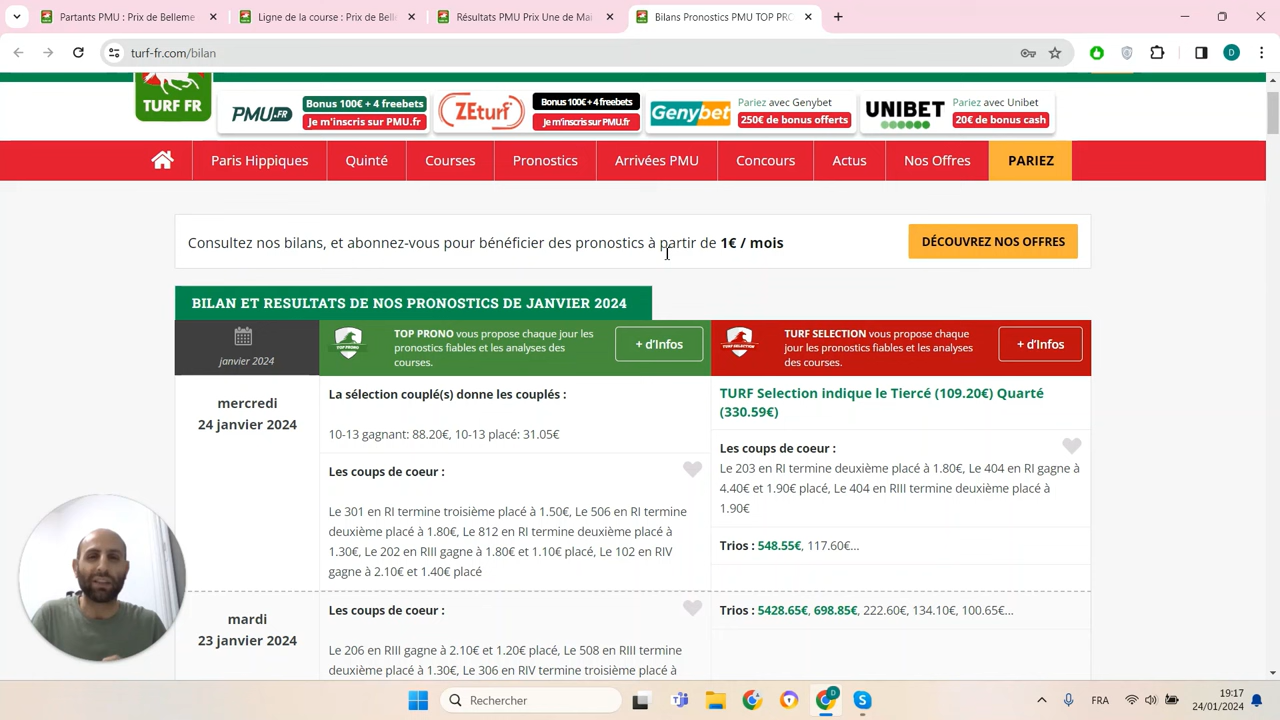 Partants PMU : Prix de Belleme
Ligne de la course : Prix de Bell
Résultats PMU Prix Une de Mai
Bilans Pronostics PMU TOP PRO
turf-fr.com/bilan
D
TURF FR
PMU.FR
Bonus 100€ + 4 freebets
Je m'inscris sur PMU.fr
ZEturf
Bonus 100€ + 4 freebets
Je m'inscris sur PMU.fr
Genybet
Pariez avec Genybet
250€ de bonus offerts
UNIBET
Pariez avec Unibet
20€ de bonus cash
Paris Hippiques
Quinté
Courses
Pronostics
Arrivées PMU
Concours
Actus
Nos Offres
PARIEZ
Consultez nos bilans, et abonnez-vous pour bénéficier des pronostics à partir de 1€ / mois
DÉCOUVREZ NOS OFFRES
BILAN ET RESULTATS DE NOS PRONOSTICS DE JANVIER 2024
janvier 2024
TOP PRONO
TOP PRONO vous propose chaque jour les
pronostics fiables et les analyses des
courses.
+ d'Infos
TURF SELECTION
TURF SELECTION vous propose chaque
jour les pronostics fiables et les analyses
des courses.
+ d'Infos
mercredi
24 janvier 2024
La sélection couplé(s) donne les couplés :
10-13 gagnant: 88.20€, 10-13 placé: 31.05€
Les coups de coeur :
Le 301 en RI termine troisième placé à 1.50€, Le 506 en RI termine
deuxième placé à 1.80€, Le 812 en RI termine deuxième placé à
1.30€, Le 202 en RIII gagne à 1.80€ et 1.10€ placé, Le 102 en RIV
gagne à 2.10€ et 1.40€ placé
TURF Selection indique le Tiercé (109.20€) Quarté
(330.59€)
Les coups de coeur :
Le 203 en RI termine deuxième placé à 1.80€, Le 404 en RI gagne à
4.40€ et 1.90€ placé, Le 404 en RIII termine deuxième placé à
1.90€
Trios : 548.55€, 117.60€...
mardi
23 janvier 2024
Les coups de coeur :
Le 206 en RIII gagne à 2.10€ et 1.20€ placé, Le 508 en RIII termine
deuxième placé à 1.30€, Le 306 en RIV termine troisième placé à
Trios : 5428.65€, 698.85€, 222.60€, 134.10€, 100.65€...
Rechercher
FRA
19:17
24/01/2024